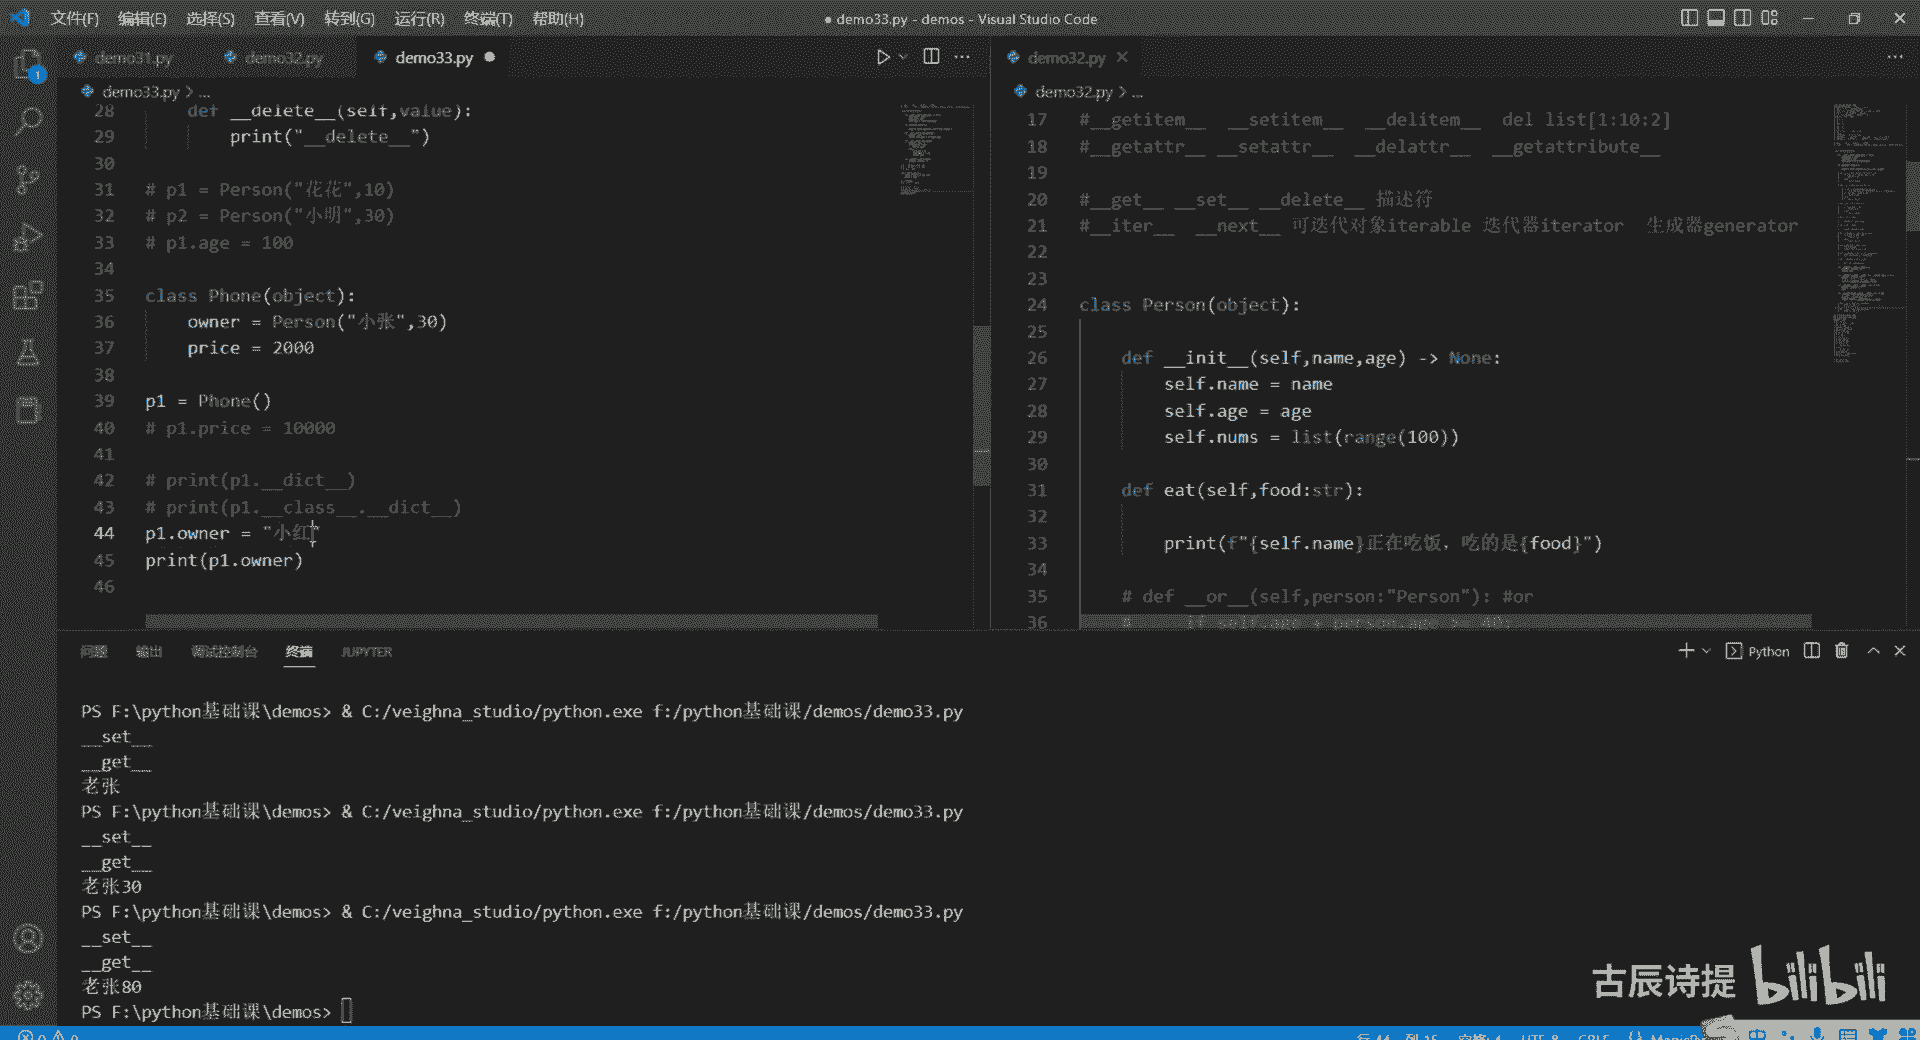 文件(F) 编辑(E) 选择(S) 查看(V) 转到(G) 运行(R) 终端(T) 帮助(H)
● demo33.py - demos - Visual Studio Code
demo31.py demo32.py demo33.py
demo33.py > ...
28 def __delete__(self,value):
29 print("__delete__")
30
31 # p1 = Person("花花",10)
32 # p2 = Person("小明",30)
33 # p1.age = 100
34
35 class Phone(object):
36 owner = Person("小张",30)
37 price = 2000
38
39 p1 = Phone()
40 # p1.price = 10000
41
42 # print(p1.__dict__)
43 # print(p1.__class__.__dict__)
44 p1.owner = "小红"
45 print(p1.owner)
46
demo32.py
demo32.py > ...
17 #__getitem__ __setitem__ __delitem__ del list[1:10:2]
18 #__getattr__ __setattr__ __delattr__ __getattribute__
19
20 #__get__ __set__ __delete__ 描述符
21 #__iter__ __next__ 可迭代对象iterable 迭代器iterator 生成器generator
22
23
24 class Person(object):
25
26 def __init__(self,name,age) -> None:
27 self.name = name
28 self.age = age
29 self.nums = list(range(100))
30
31 def eat(self,food:str):
32
33 print(f"{self.name}正在吃饭，吃的是{food}")
34
35 # def __or__(self,person:"Person"): #or
36 # if self.age + person.age >= 40:
问题 输出 调试控制台 终端 JUPYTER
Python
PS F:\python基础课\demos> & C:/veighna_studio/python.exe f:/python基础课/demos/demo33.py
__set__
__get__
老张
PS F:\python基础课\demos> & C:/veighna_studio/python.exe f:/python基础课/demos/demo33.py
__set__
__get__
老张30
PS F:\python基础课\demos> & C:/veighna_studio/python.exe f:/python基础课/demos/demo33.py
__set__
__get__
老张80
PS F:\python基础课\demos>
古辰诗提 bilibili